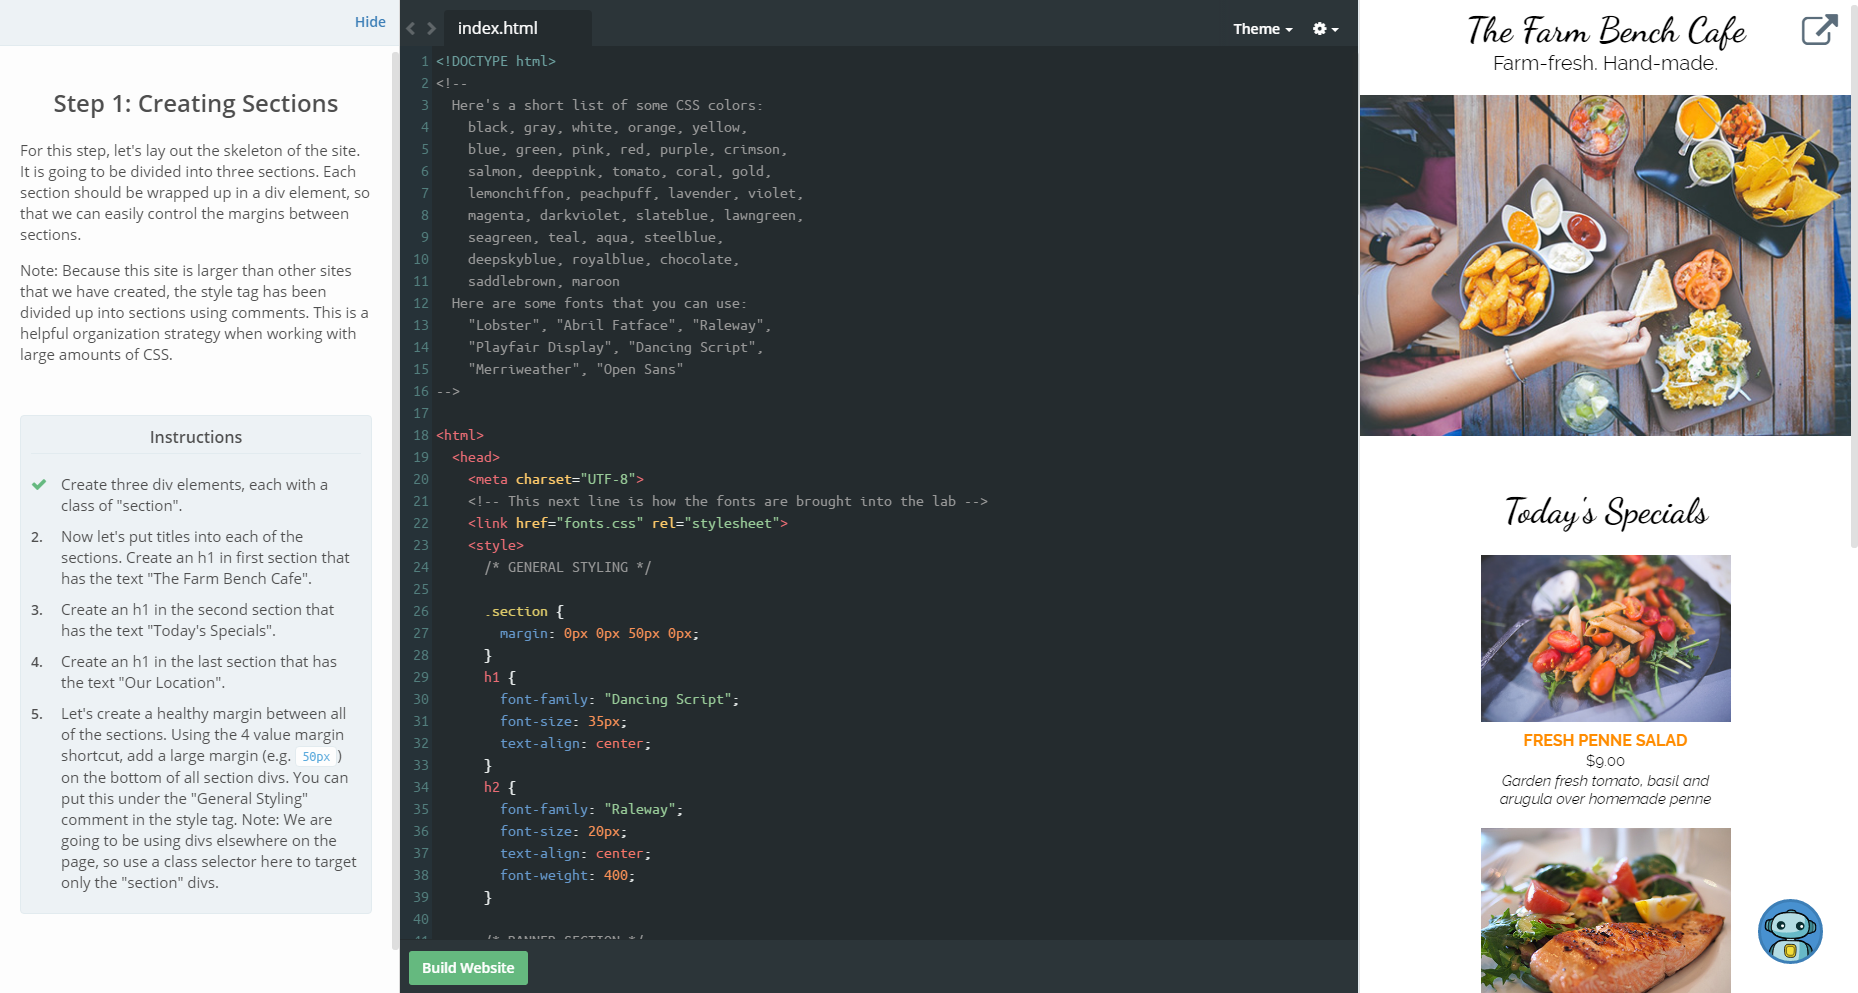 Hide
Step 1: Creating Sections
For this step, let's lay out the skeleton of the site.
It is going to be divided into three sections. Each
section should be wrapped up in a div element, so
that we can easily control the margins between
sections.
Note: Because this site is larger than other sites
that we have created, the style tag has been
divided up into sections using comments. This is a
helpful organization strategy when working with
large amounts of CSS.
Instructions
Create three div elements, each with a
class of "section".
2. Now let's put titles into each of the
sections. Create an h1 in first section that
has the text "The Farm Bench Cafe".
3. Create an h1 in the second section that
has the text "Today's Specials".
4. Create an h1 in the last section that has
the text "Our Location".
5. Let's create a healthy margin between all
of the sections. Using the 4 value margin
shortcut, add a large margin (e.g. 50px )
on the bottom of all section divs. You can
put this under the "General Styling"
comment in the style tag. Note: We are
going to be using divs elsewhere on the
page, so use a class selector here to target
only the "section" divs.
index.html
Theme
1 <!DOCTYPE html>
2 <!--
3 Here's a short list of some CSS colors:
4 black, gray, white, orange, yellow,
5 blue, green, pink, red, purple, crimson,
6 salmon, deeppink, tomato, coral, gold,
7 lemonchiffon, peachpuff, lavender, violet,
8 magenta, darkviolet, slateblue, lawngreen,
9 seagreen, teal, aqua, steelblue,
10 deepskyblue, royalblue, chocolate,
11 saddlebrown, maroon
12 Here are some fonts that you can use:
13 "Lobster", "Abril Fatface", "Raleway",
14 "Playfair Display", "Dancing Script",
15 "Merriweather", "Open Sans"
16 -->
17
18 <html>
19 <head>
20 <meta charset="UTF-8">
21 <!-- This next line is how the fonts are brought into the lab -->
22 <link href="fonts.css" rel="stylesheet">
23 <style>
24 /* GENERAL STYLING */
25
26 .section {
27 margin: 0px 0px 50px 0px;
28 }
29 h1 {
30 font-family: "Dancing Script";
31 font-size: 35px;
32 text-align: center;
33 }
34 h2 {
35 font-family: "Raleway";
36 font-size: 20px;
37 text-align: center;
38 font-weight: 400;
39 }
40
41 /* BANNER SECTION */
Build Website
The Farm Bench Cafe
Farm-fresh. Hand-made.
Today's Specials
FRESH PENNE SALAD
$9.00
Garden fresh tomato, basil and
arugula over homemade penne